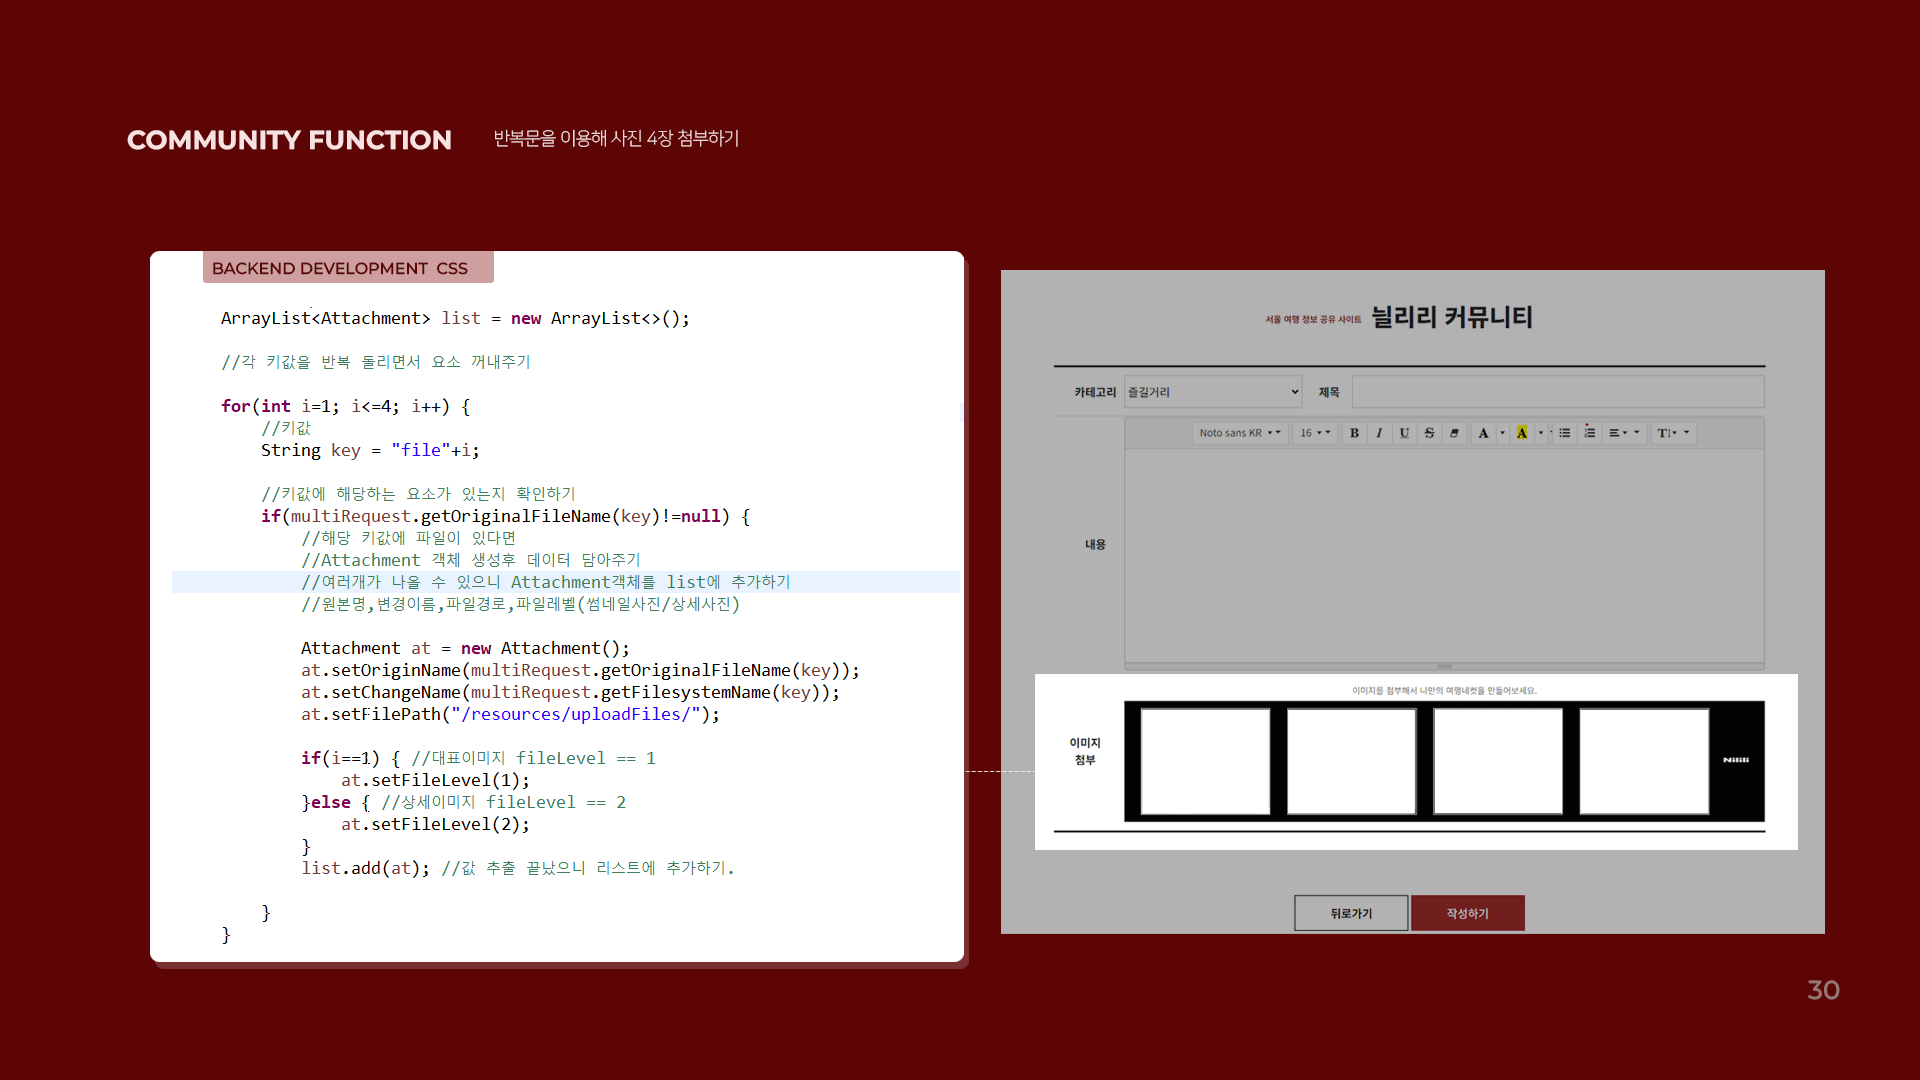 COMMUNITY FUNCTION 반복문을 이용해 사진 4장 첨부하기
BACKEND DEVELOPMENT CSS
ArrayList<Attachment> list = new ArrayList<>();
//각 키값을 반복 돌리면서 요소 꺼내주기
for(int i=1; i<=4; i++) {
//키값
String key = "file"+i;
//키값에 해당하는 요소가 있는지 확인하기
if(multiRequest.getOriginalFileName(key)!=null) {
//해당 키값에 파일이 있다면
//Attachment 객체 생성후 데이터 담아주기
//여러개가 나올 수 있으니 Attachment객체를 list에 추가하기
//원본명,변경이름,파일경로,파일레벨(썸네일사진/상세사진)
Attachment at = new Attachment();
at.setOriginName(multiRequest.getOriginalFileName(key));
at.setChangeName(multiRequest.getFilesystemName(key));
at.setFilePath("/resources/uploadFiles/");
if(i==1) { //대표이미지 fileLevel == 1
at.setFileLevel(1);
}else { //상세이미지 fileLevel == 2
at.setFileLevel(2);
}
list.add(at); //값 추출 끝났으니 리스트에 추가하기.
}
}
서울 여행 정보 공유 사이트 닐리리 커뮤니티
카테고리 즐길거리 제목
Noto sans KR 16 B I U S A A T
내용
이미지를 첨부해서 나만의 여행네컷을 만들어보세요.
이미지
첨부
Nilili
뒤로가기 작성하기
30